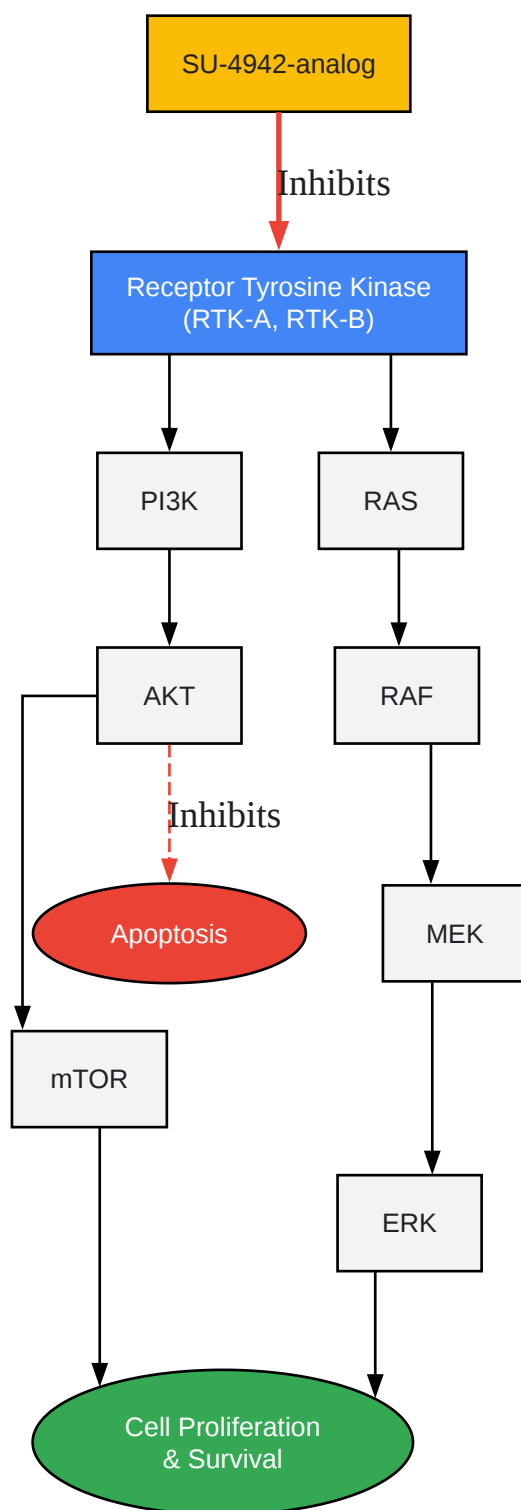 SU-4942-analog
Inhibits
Receptor Tyrosine Kinase
(RTK-A, RTK-B)
PI3K
RAS
AKT
RAF
Inhibits
Apoptosis
MEK
mTOR
ERK
Cell Proliferation
& Survival